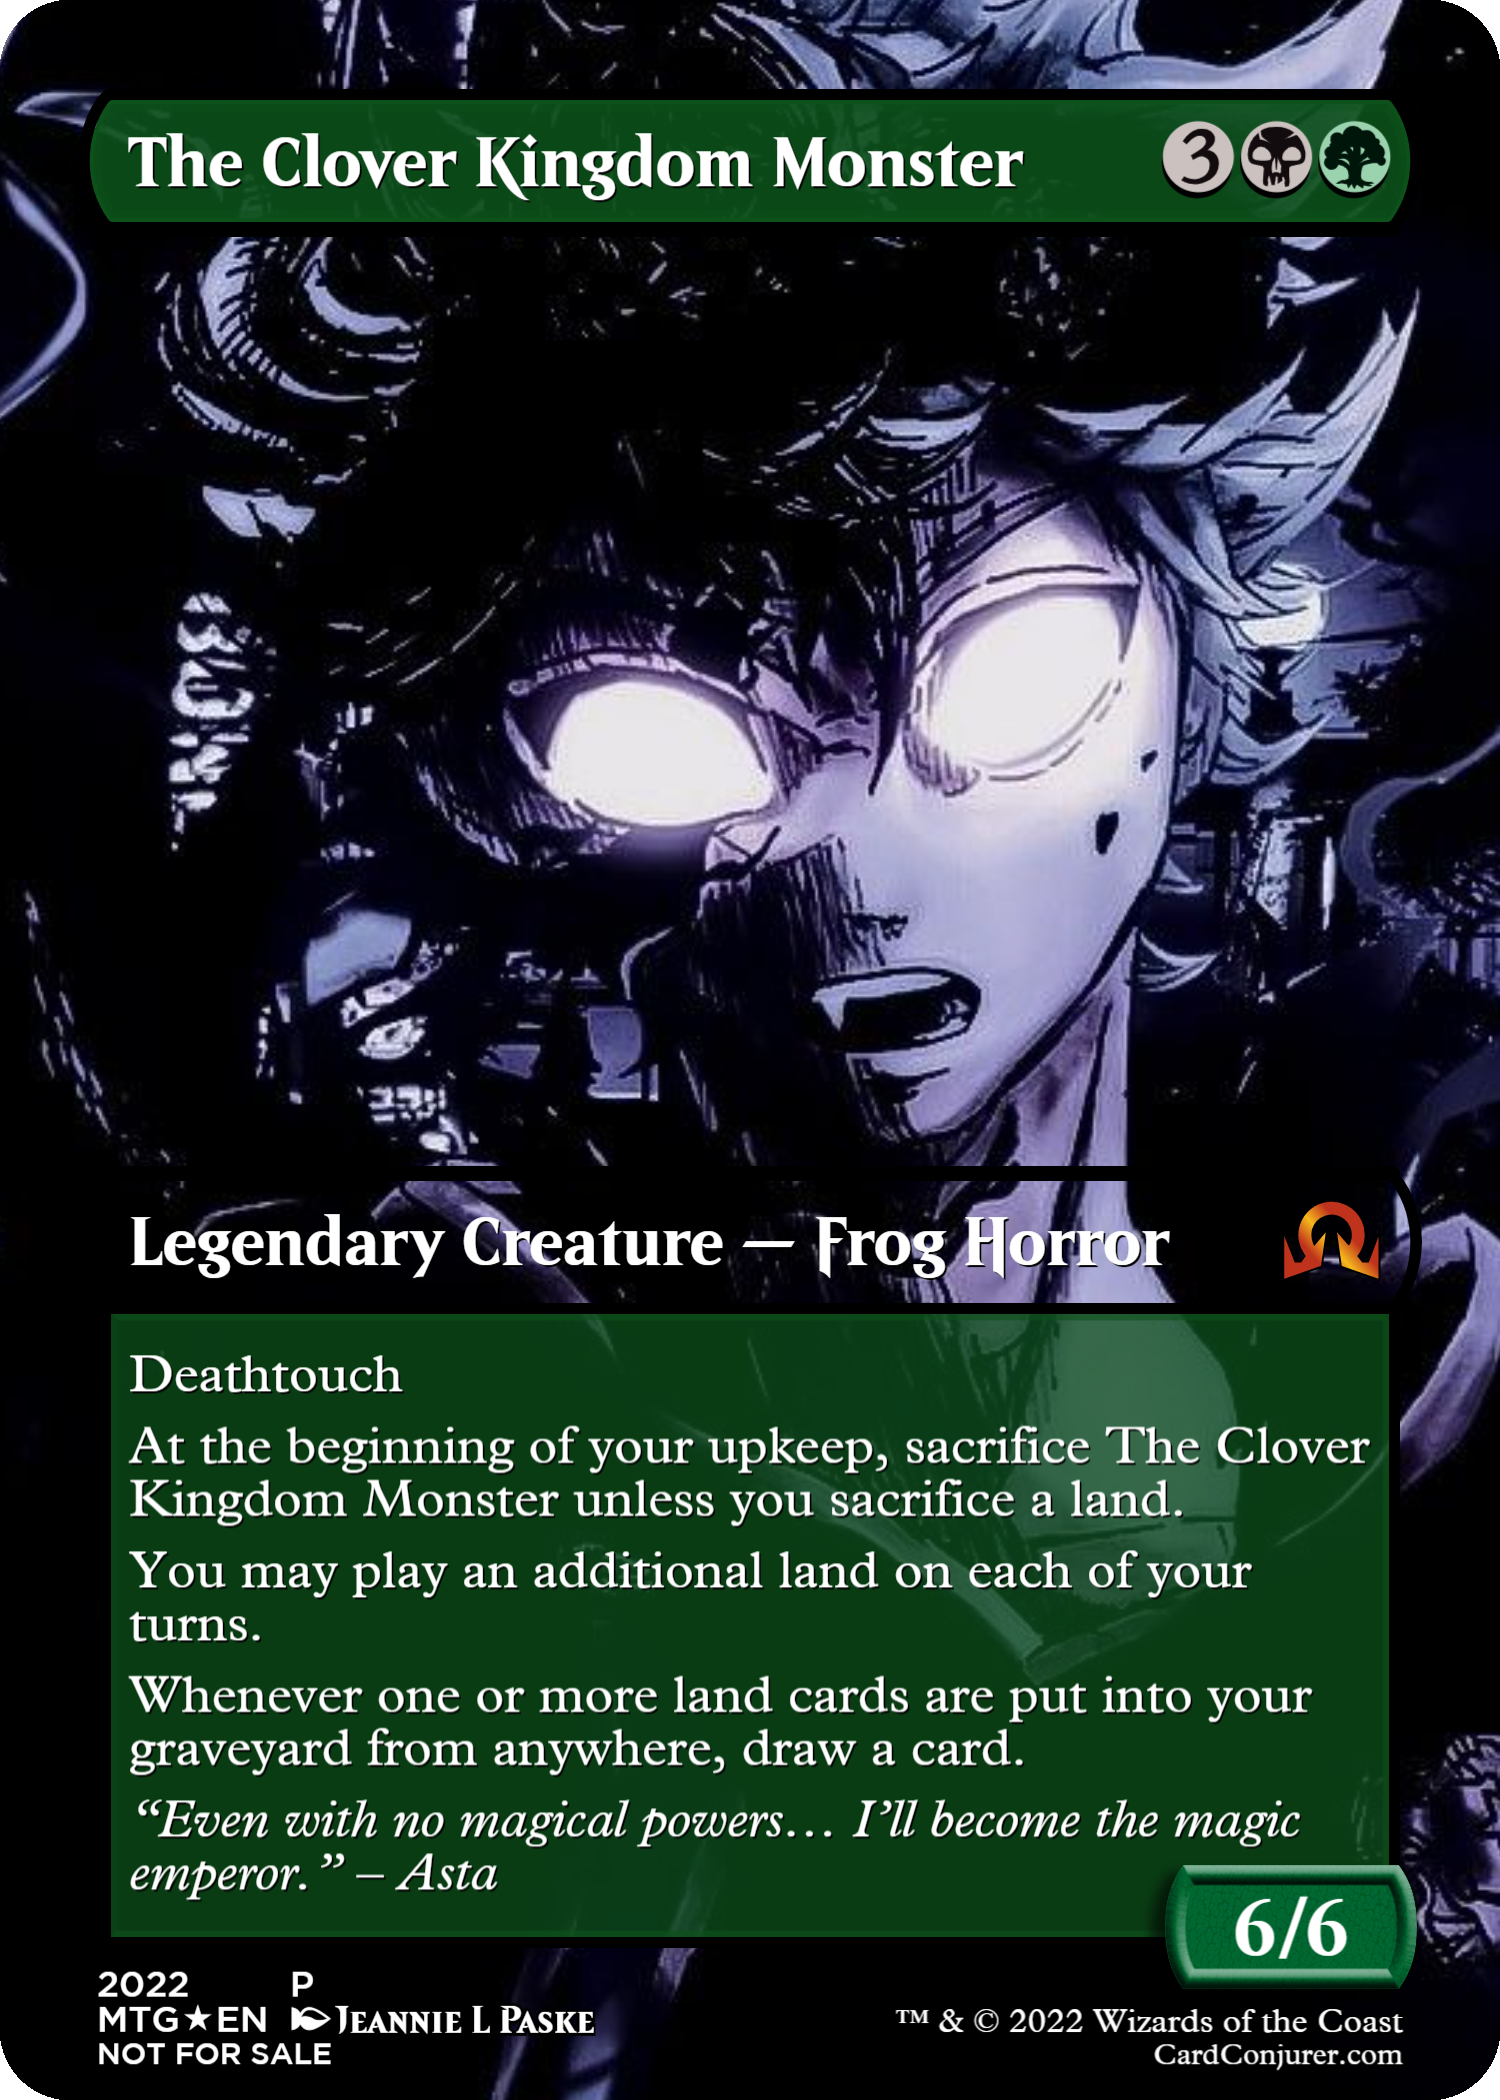 The Clover Kingdom Monster 3
Legendary Creature — Frog Horror
Deathtouch
At the beginning of your upkeep, sacrifice The Clover
Kingdom Monster unless you sacrifice a land.
You may play an additional land on each of your
turns.
Whenever one or more land cards are put into your
graveyard from anywhere, draw a card.
“Even with no magical powers… I’ll become the magic
emperor.” – Asta
6/6
2022 P
MTG★EN Jeannie L Paske
NOT FOR SALE
™ & © 2022 Wizards of the Coast
CardConjurer.com